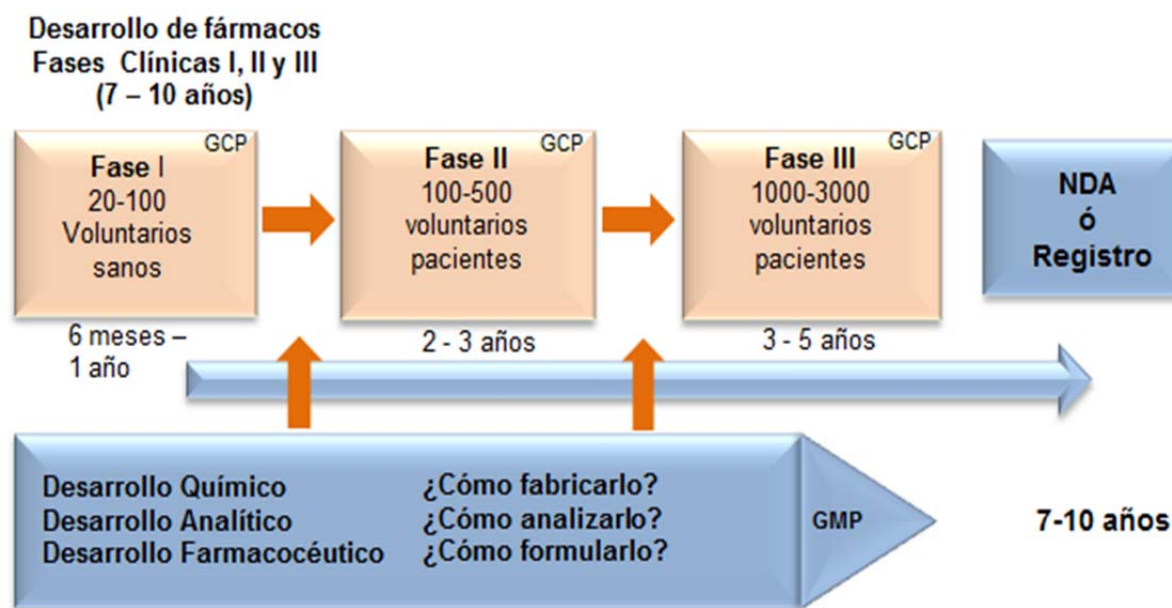 Desarrollo de fármacos
Fases Clínicas I, II y III
(7 – 10 años)
GCP
Fase I
20-100
Voluntarios
sanos
GCP
Fase II
100-500
voluntarios
pacientes
GCP
Fase III
1000-3000
voluntarios
pacientes
NDA
ó
Registro
6 meses –
1 año
2 - 3 años
3 - 5 años
Desarrollo Químico
Desarrollo Analítico
Desarrollo Farmacocéutico
¿Cómo fabricarlo?
¿Cómo analizarlo?
¿Cómo formularlo?
GMP
7-10 años